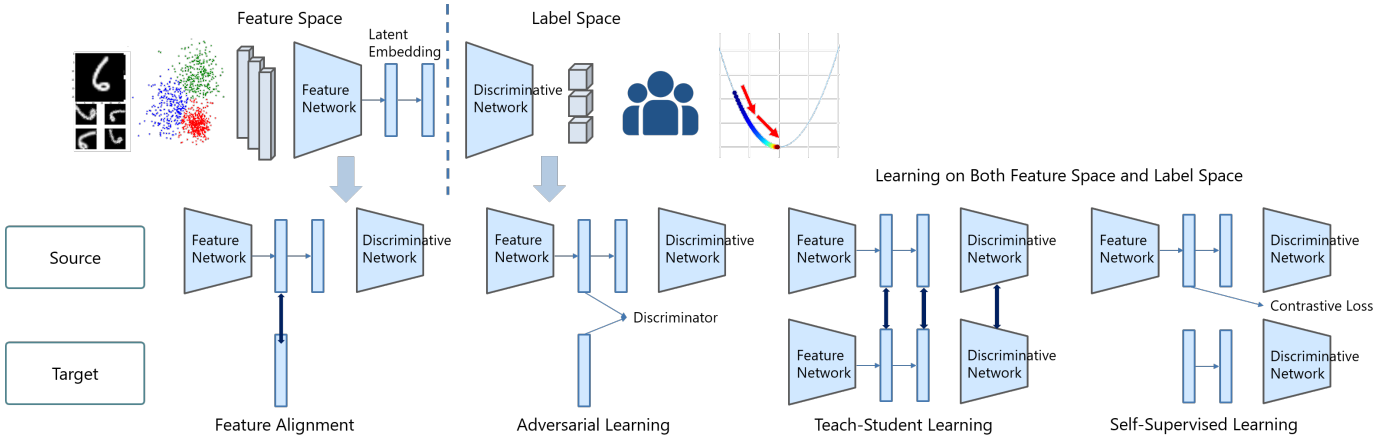 Feature Space
Label Space
Latent
Embedding
Feature
Network
Discriminative
Network
Learning on Both Feature Space and Label Space
Source
Feature
Network
Discriminative
Network
Feature
Network
Discriminative
Network
Feature
Network
Discriminative
Network
Feature
Network
Discriminative
Network
Discriminator
Contrastive Loss
Target
Feature
Network
Discriminative
Network
Discriminative
Network
Feature Alignment
Adversarial Learning
Teach-Student Learning
Self-Supervised Learning